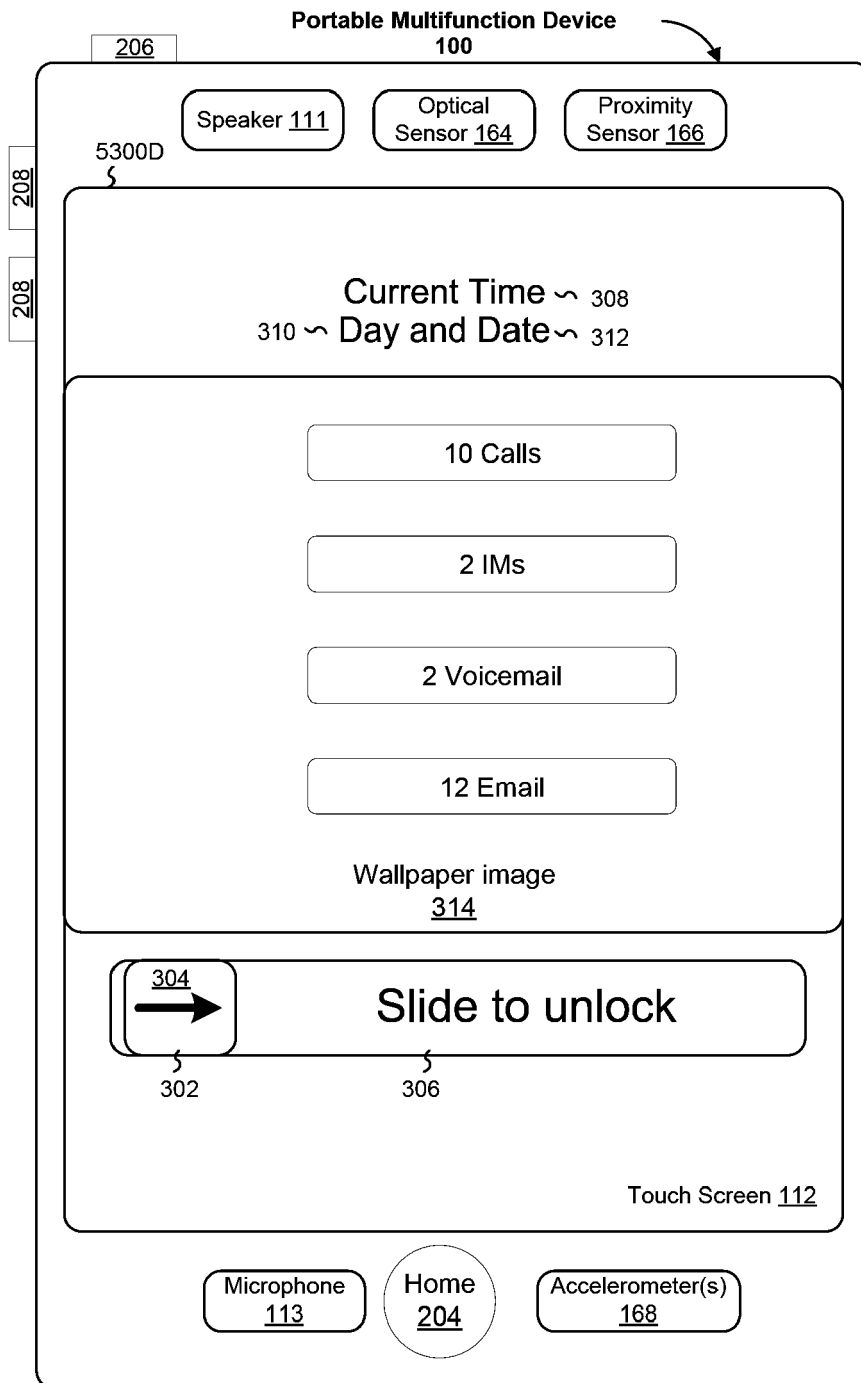 Portable Multifunction Device
100
206
Speaker 111
Optical
Sensor 164
Proximity
Sensor 166
5300D
208
208
Current Time 308
310 Day and Date 312
10 Calls
2 IMs
2 Voicemail
12 Email
Wallpaper image
314
304
Slide to unlock
302
306
Touch Screen 112
Microphone
113
Home
204
Accelerometer(s)
168